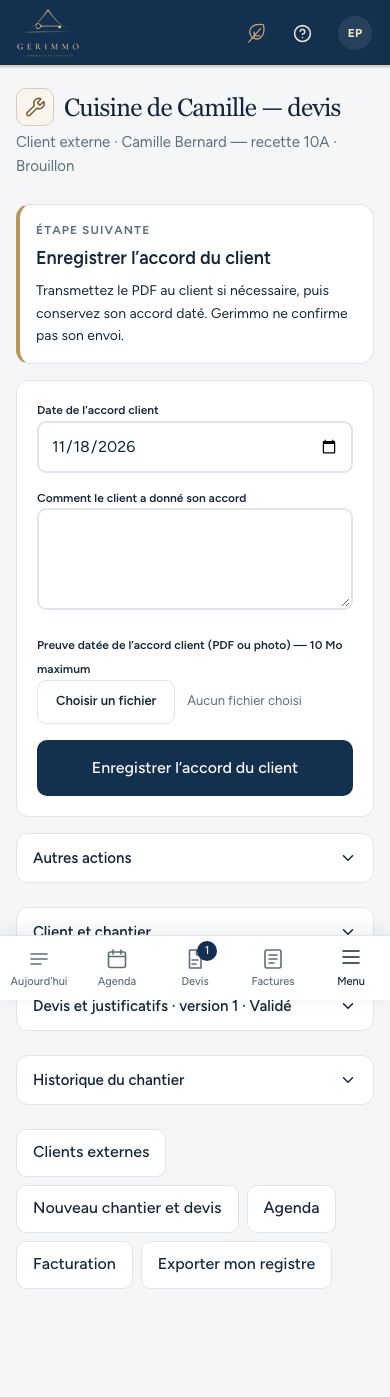 GERIMMO
EP
Cuisine de Camille — devis
Client externe · Camille Bernard — recette 10A ·
Brouillon
ÉTAPE SUIVANTE
Enregistrer l’accord du client
Transmettez le PDF au client si nécessaire, puis
conservez son accord daté. Gerimmo ne confirme
pas son envoi.
Date de l’accord client
11/18/2026
Comment le client a donné son accord
Preuve datée de l’accord client (PDF ou photo) — 10 Mo
maximum
Choisir un fichier
Aucun fichier choisi
Enregistrer l’accord du client
Autres actions
Client et chantier
1
Aujourd'hui
Agenda
Devis
Factures
Menu
Devis et justificatifs · version 1 · Validé
Historique du chantier
Clients externes
Nouveau chantier et devis
Agenda
Facturation
Exporter mon registre